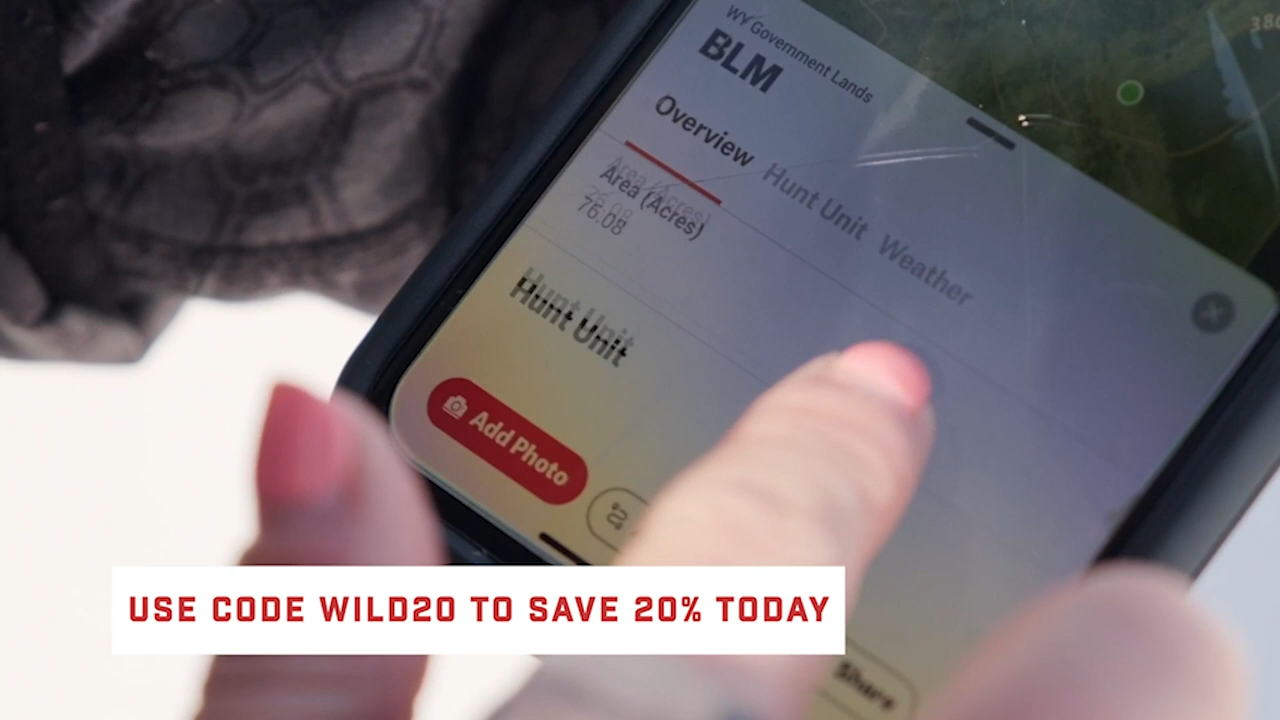 WY Government Lands
BLM
Overview Hunt Unit Weather
Area (Acres)
76.08
Hunt Unit
Add Photo
Share
USE CODE WILD20 TO SAVE 20% TODAY